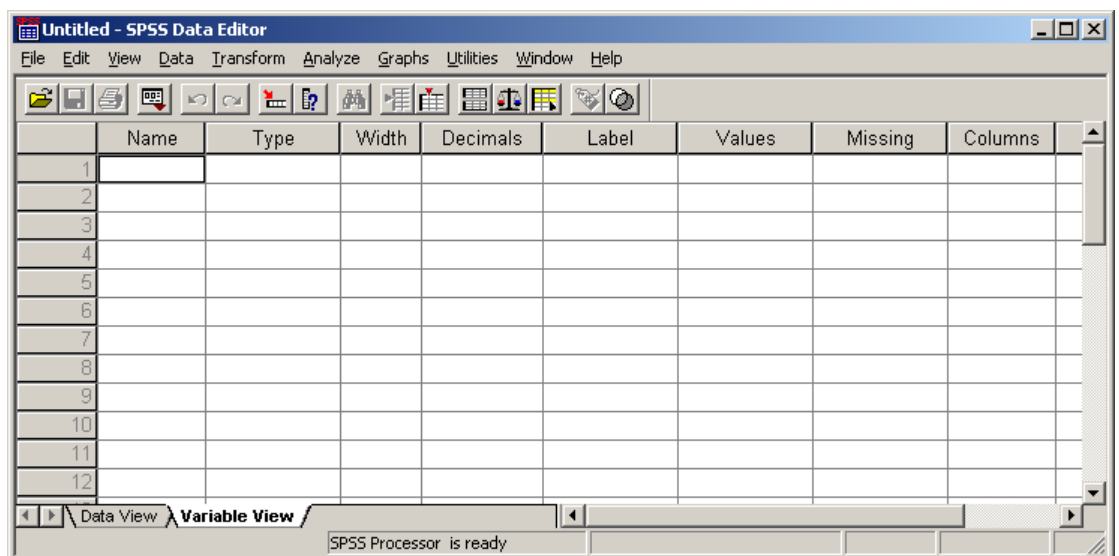 Untitled - SPSS Data Editor
File Edit View Data Transform Analyze Graphs Utilities Window Help
Name Type Width Decimals Label Values Missing Columns
1
2
3
4
5
6
7
8
9
10
11
12
Data View Variable View
SPSS Processor is ready